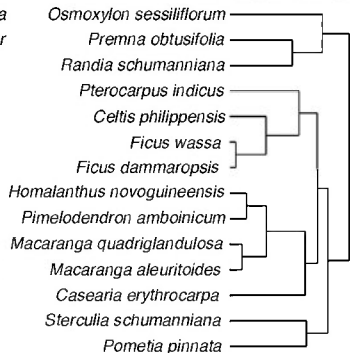 a Osmoxylon sessiliflorum
r Premna obtusifolia
Randia schumanniana
Pterocarpus indicus
Celtis philippensis
Ficus wassa
Ficus dammaropsis
Homalanthus novoguineensis
Pimelodendron amboinicum
Macaranga quadriglandulosa
Macaranga aleuritoides
Casearia erythrocarpa
Sterculia schumanniana
Pometia pinnata